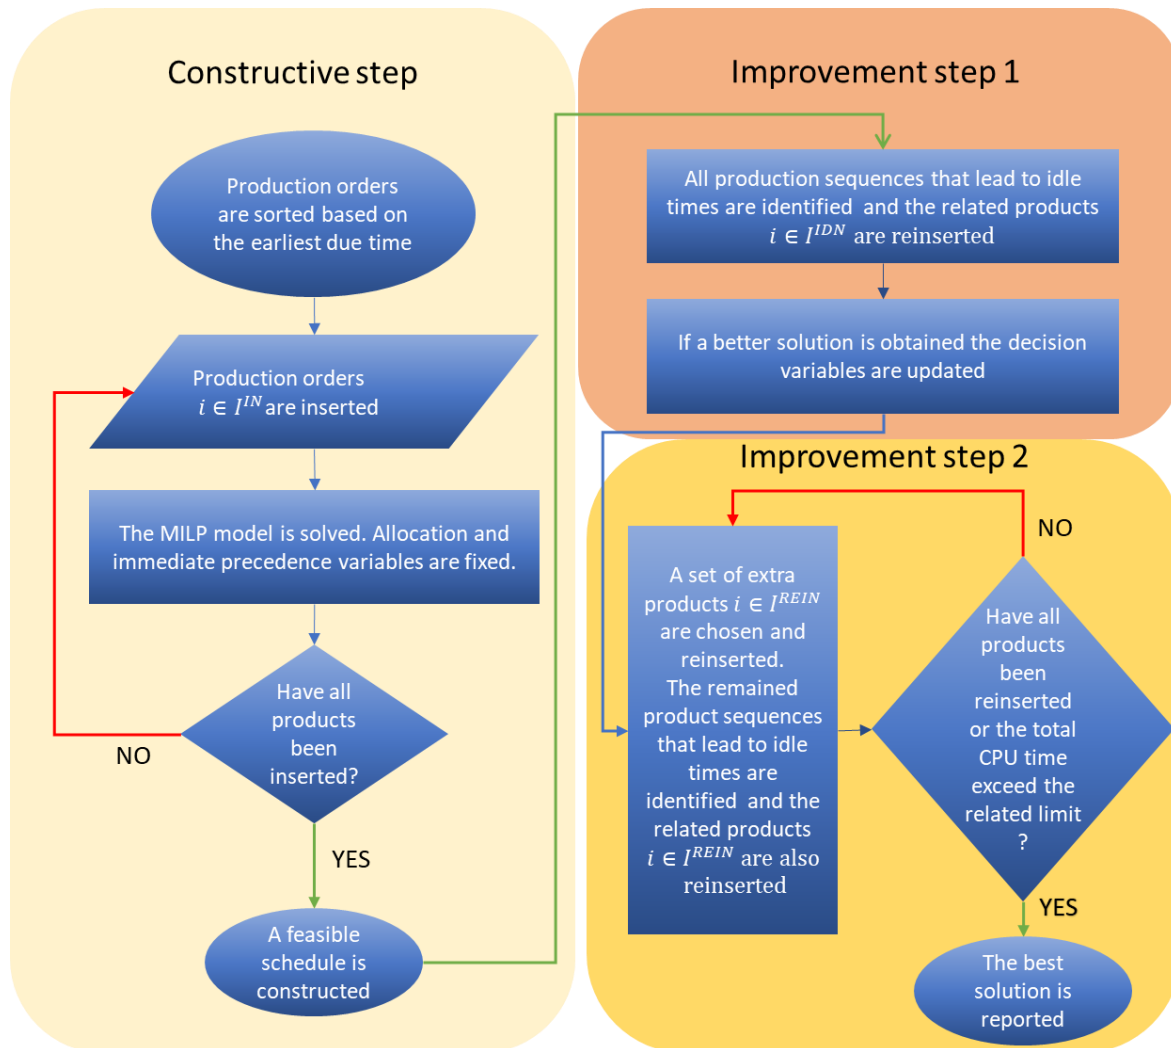 Constructive step
Production orders
are sorted based on
the earliest due time
Production orders
i ∈ I^{IN} are inserted
The MILP model is solved. Allocation and
immediate precedence variables are fixed.
Have all
products
been
inserted?
NO
YES
A feasible
schedule is
constructed
Improvement step 1
All production sequences that lead to idle
times are identified and the related products
i ∈ I^{IDN} are reinserted
If a better solution is obtained the decision
variables are updated
Improvement step 2
A set of extra
products i ∈ I^{REIN}
are chosen and
reinserted.
The remained
product sequences
that lead to idle
times are
identified and the
related products
i ∈ I^{REIN} are also
reinserted
NO
Have all
products
been
reinserted
or the total
CPU time
exceed the
related limit
?
YES
The best
solution is
reported